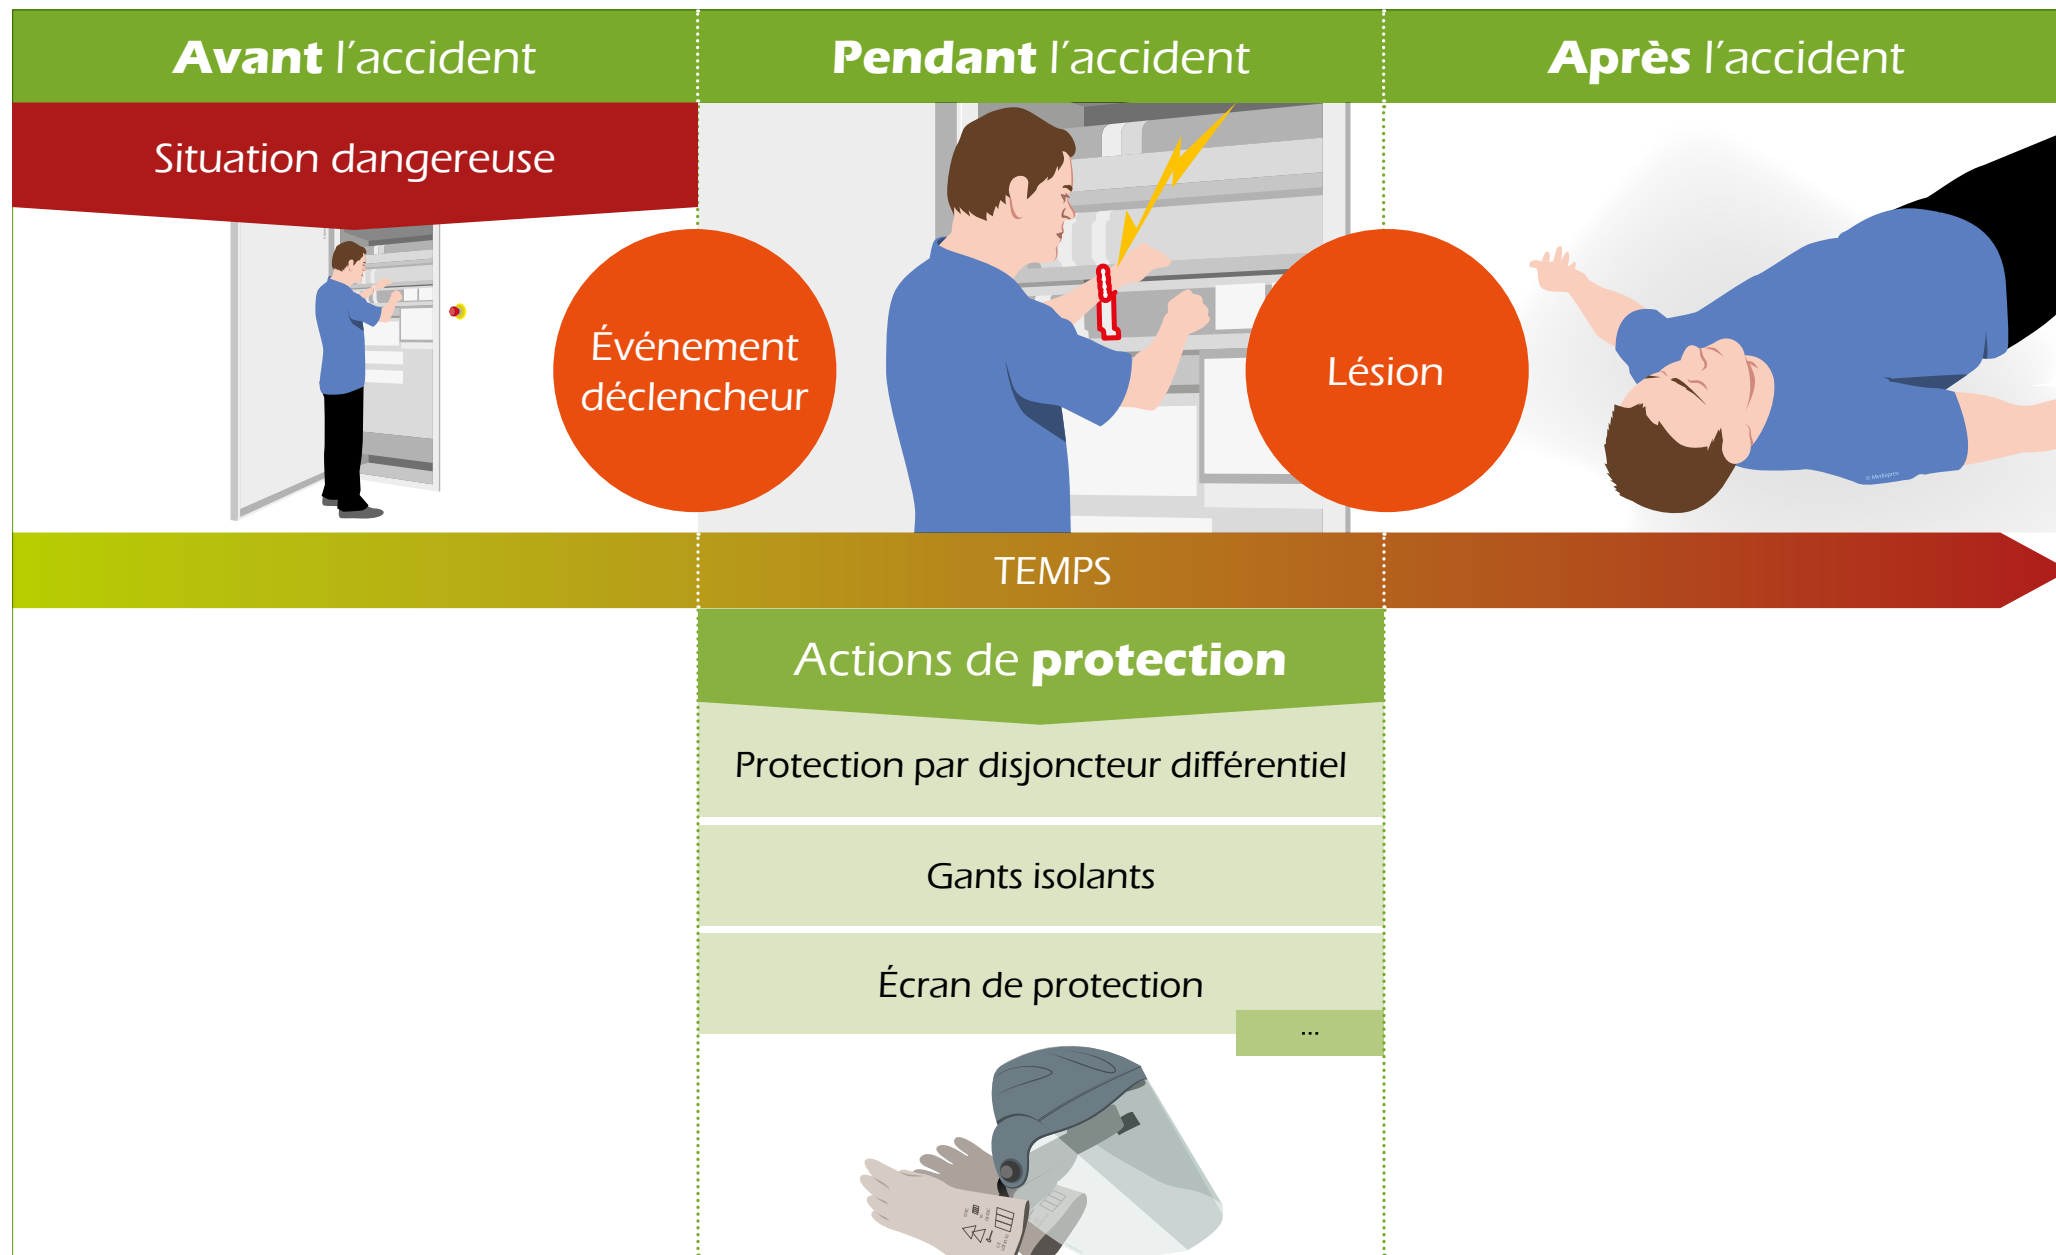 Avant l'accident
Pendant l'accident
Après l'accident
Situation dangereuse
Événement
déclencheur
Lésion
© Mediapren
TEMPS
Actions de protection
Protection par disjoncteur différentiel
Gants isolants
Écran de protection
...